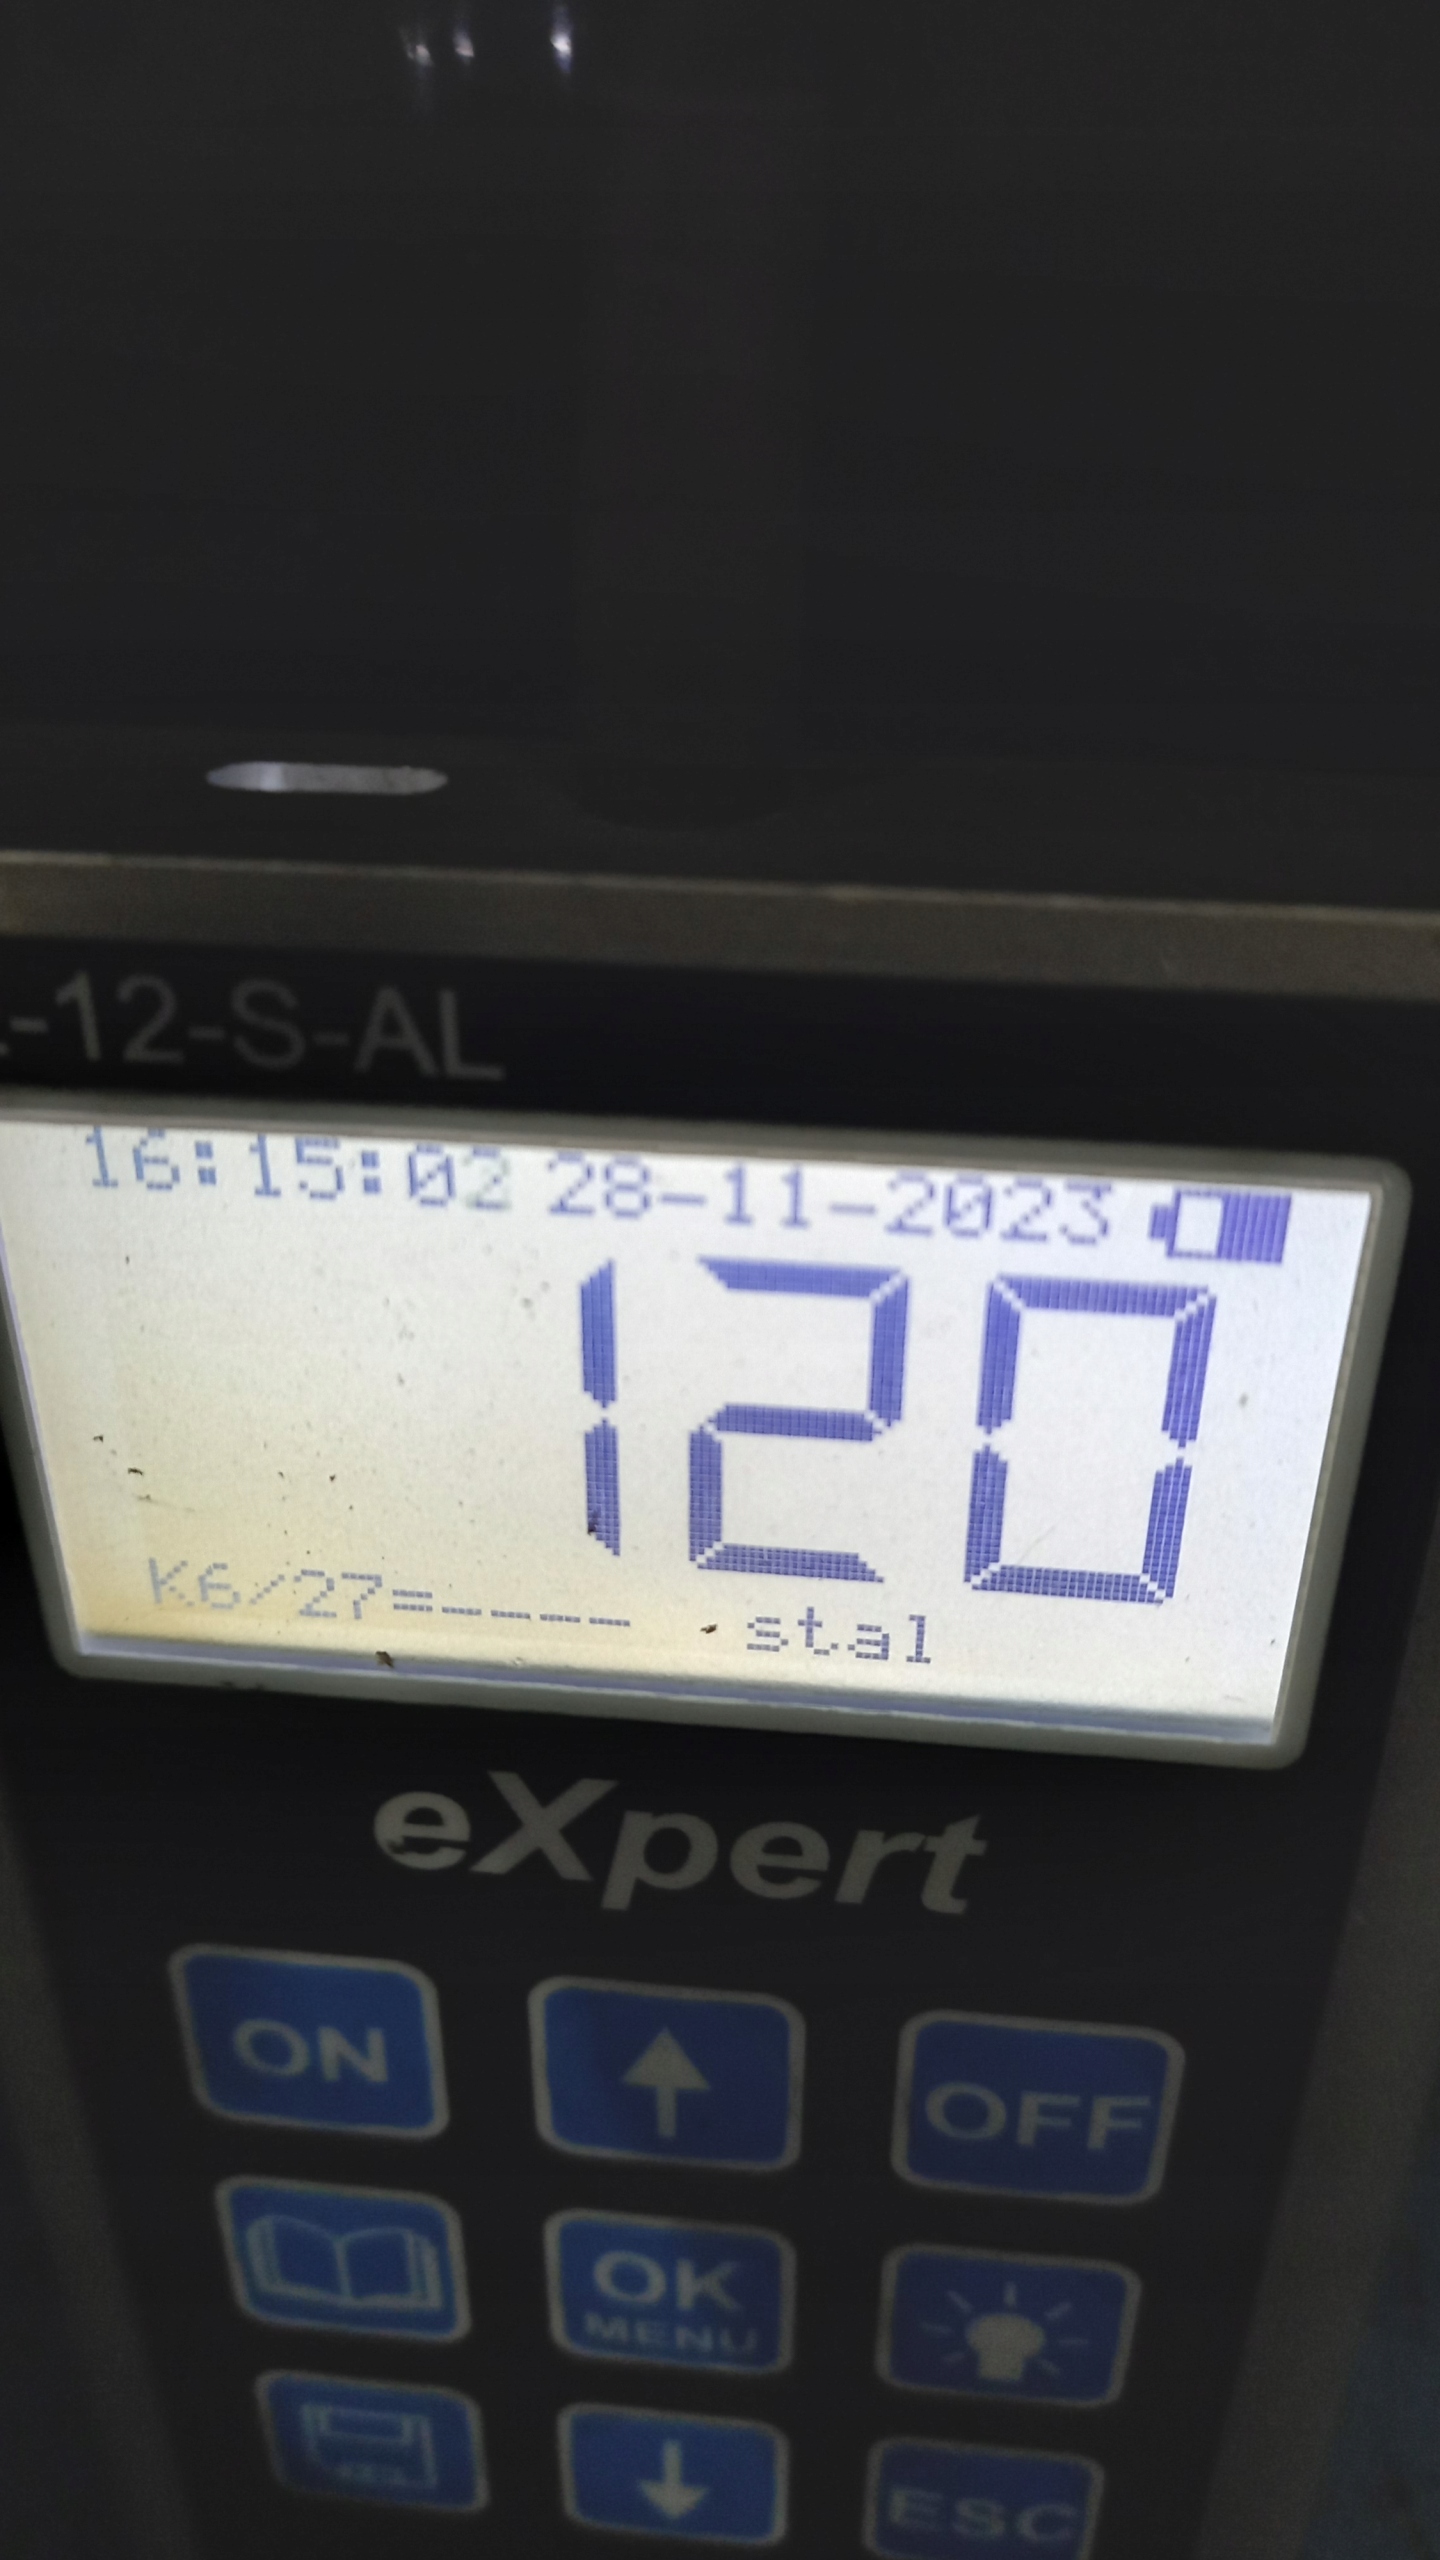 -12-S-AL
16:15:02 28-11-2023
120
K6/27=---- stal
eXpert
ON
OFF
OK
MENU
ESC